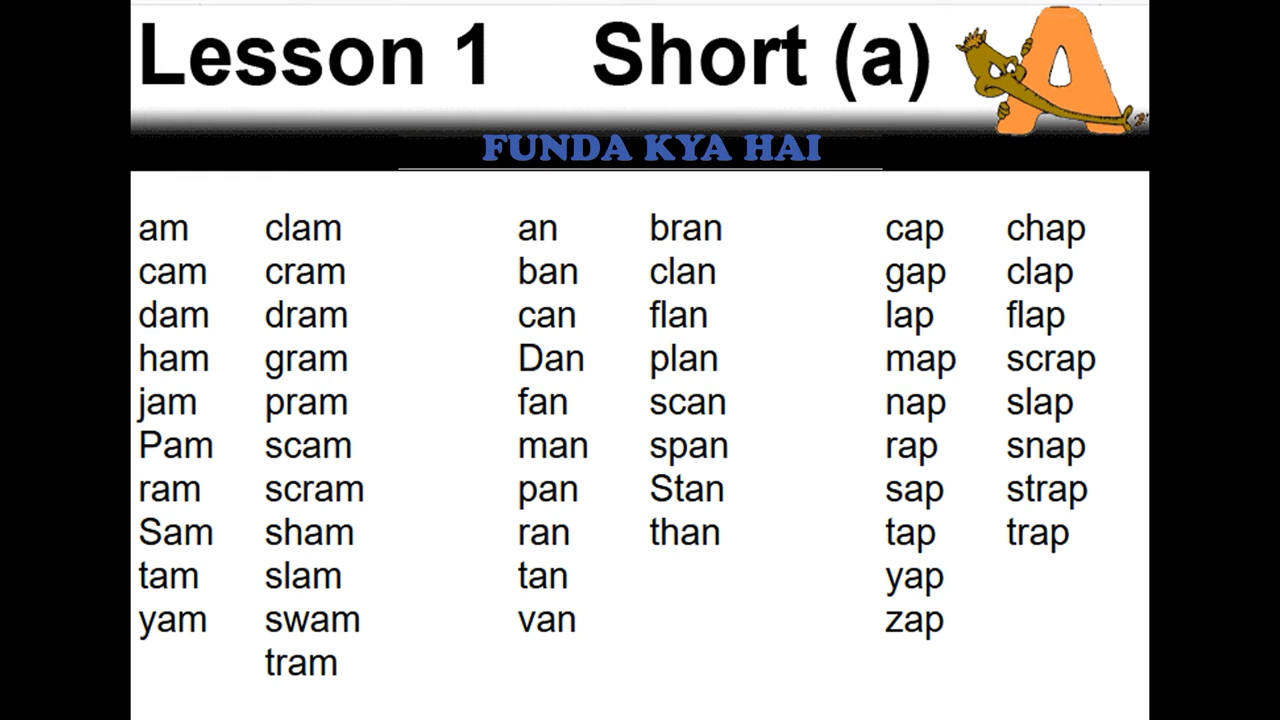 Lesson 1 Short (a)
FUNDA KYA HAI
am clam an bran cap chap
cam cram ban clan gap clap
dam dram can flan lap flap
ham gram Dan plan map scrap
jam pram fan scan nap slap
Pam scam man span rap snap
ram scram pan Stan sap strap
Sam sham ran than tap trap
tam slam tan yap
yam swam van zap
tram